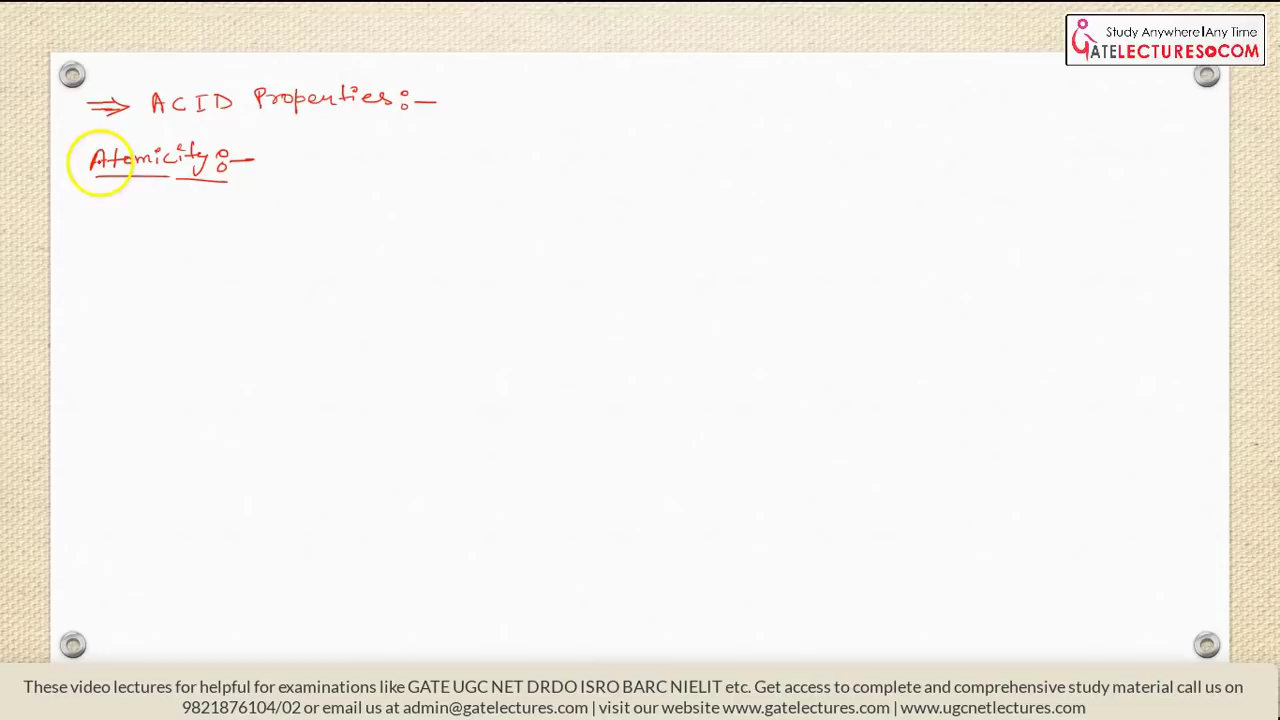 Study Anywhere|Any Time
GATELECTURES.COM
⇒ ACID Properties:-
Atomicity:-
These video lectures for helpful for examinations like GATE UGC NET DRDO ISRO BARC NIELIT etc. Get access to complete and comprehensive study material call us on
9821876104/02 or email us at admin@gatelectures.com | visit our website www.gatelectures.com | www.ugcnetlectures.com